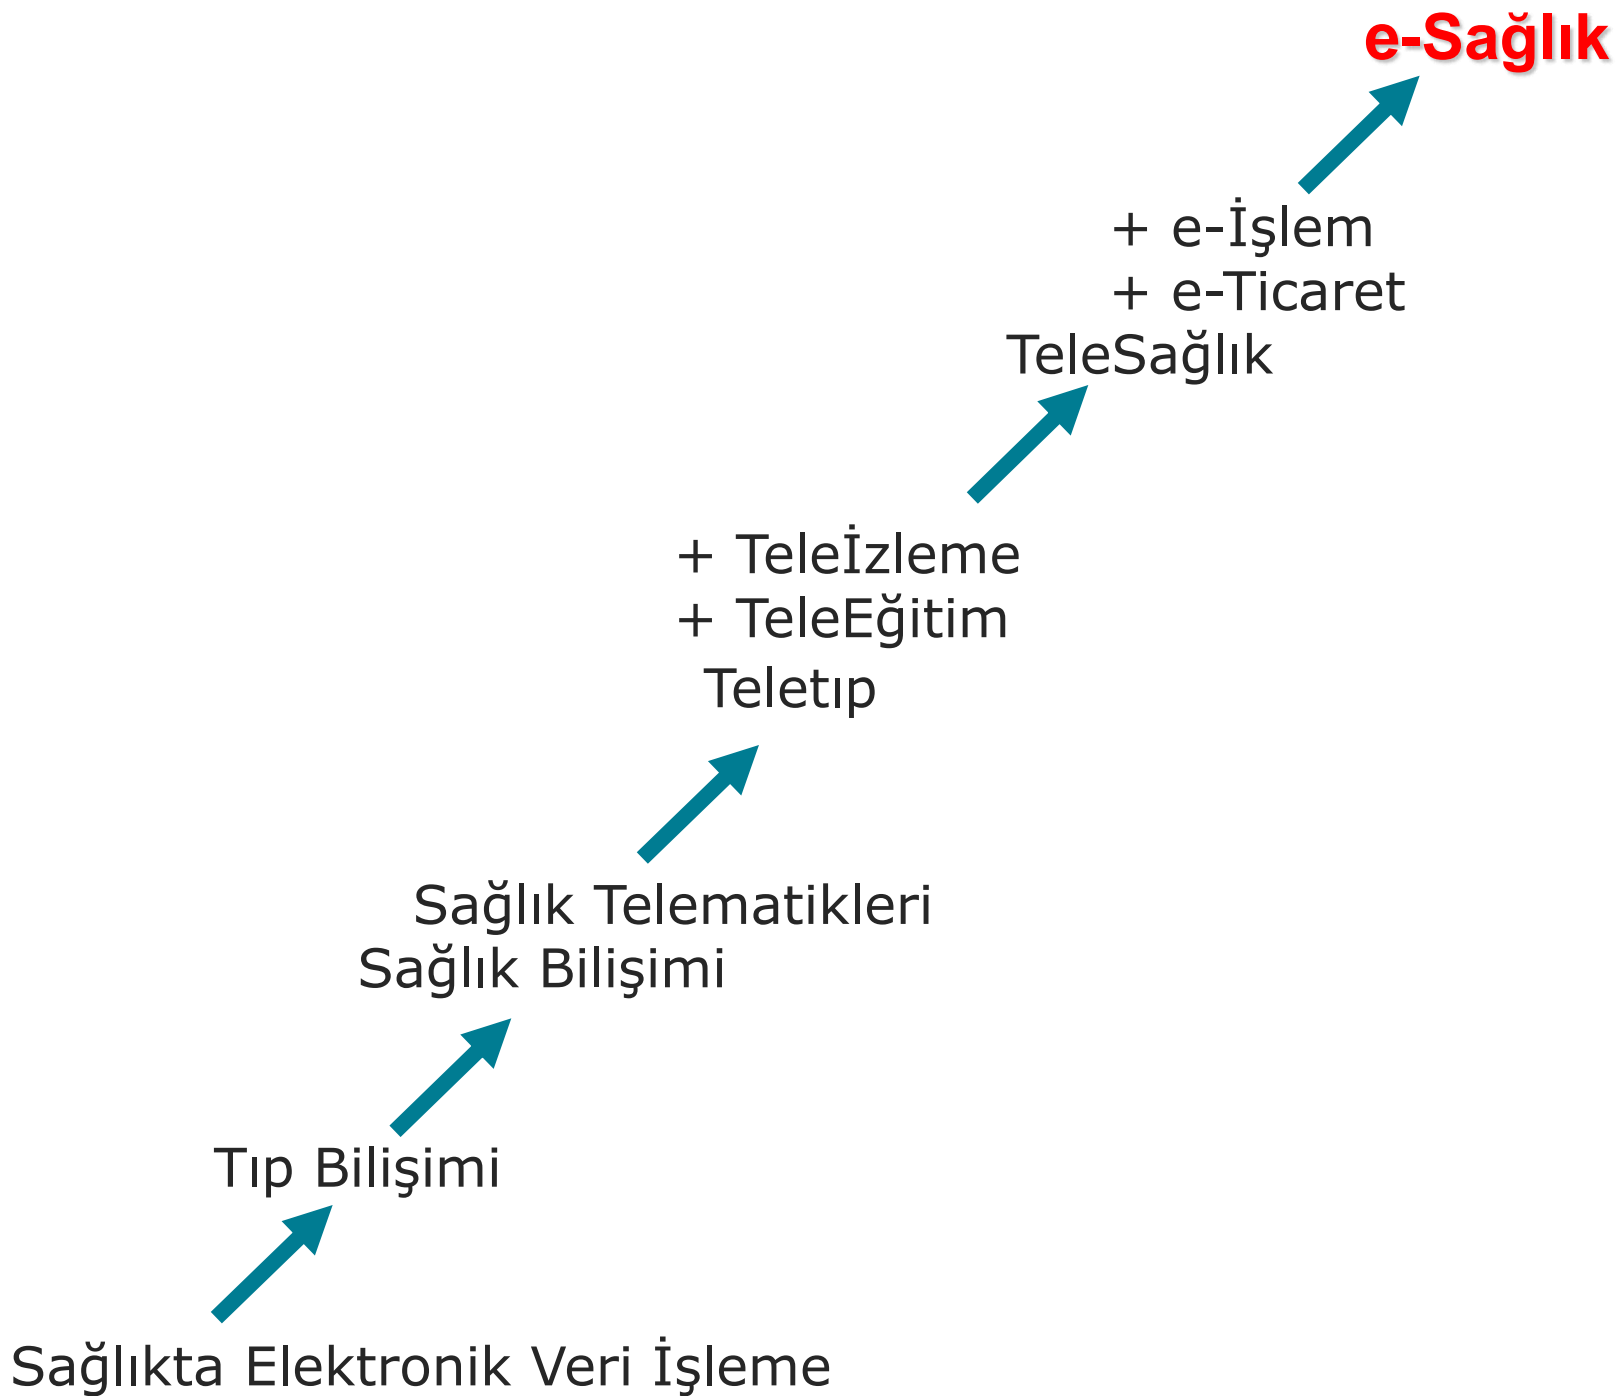 e-Sağlık
+ e-İşlem
+ e-Ticaret
TeleSağlık
+ Teleİzleme
+ TeleEğitim
Teletıp
Sağlık Telematikleri
Sağlık Bilişimi
Tıp Bilişimi
Sağlıkta Elektronik Veri İşleme